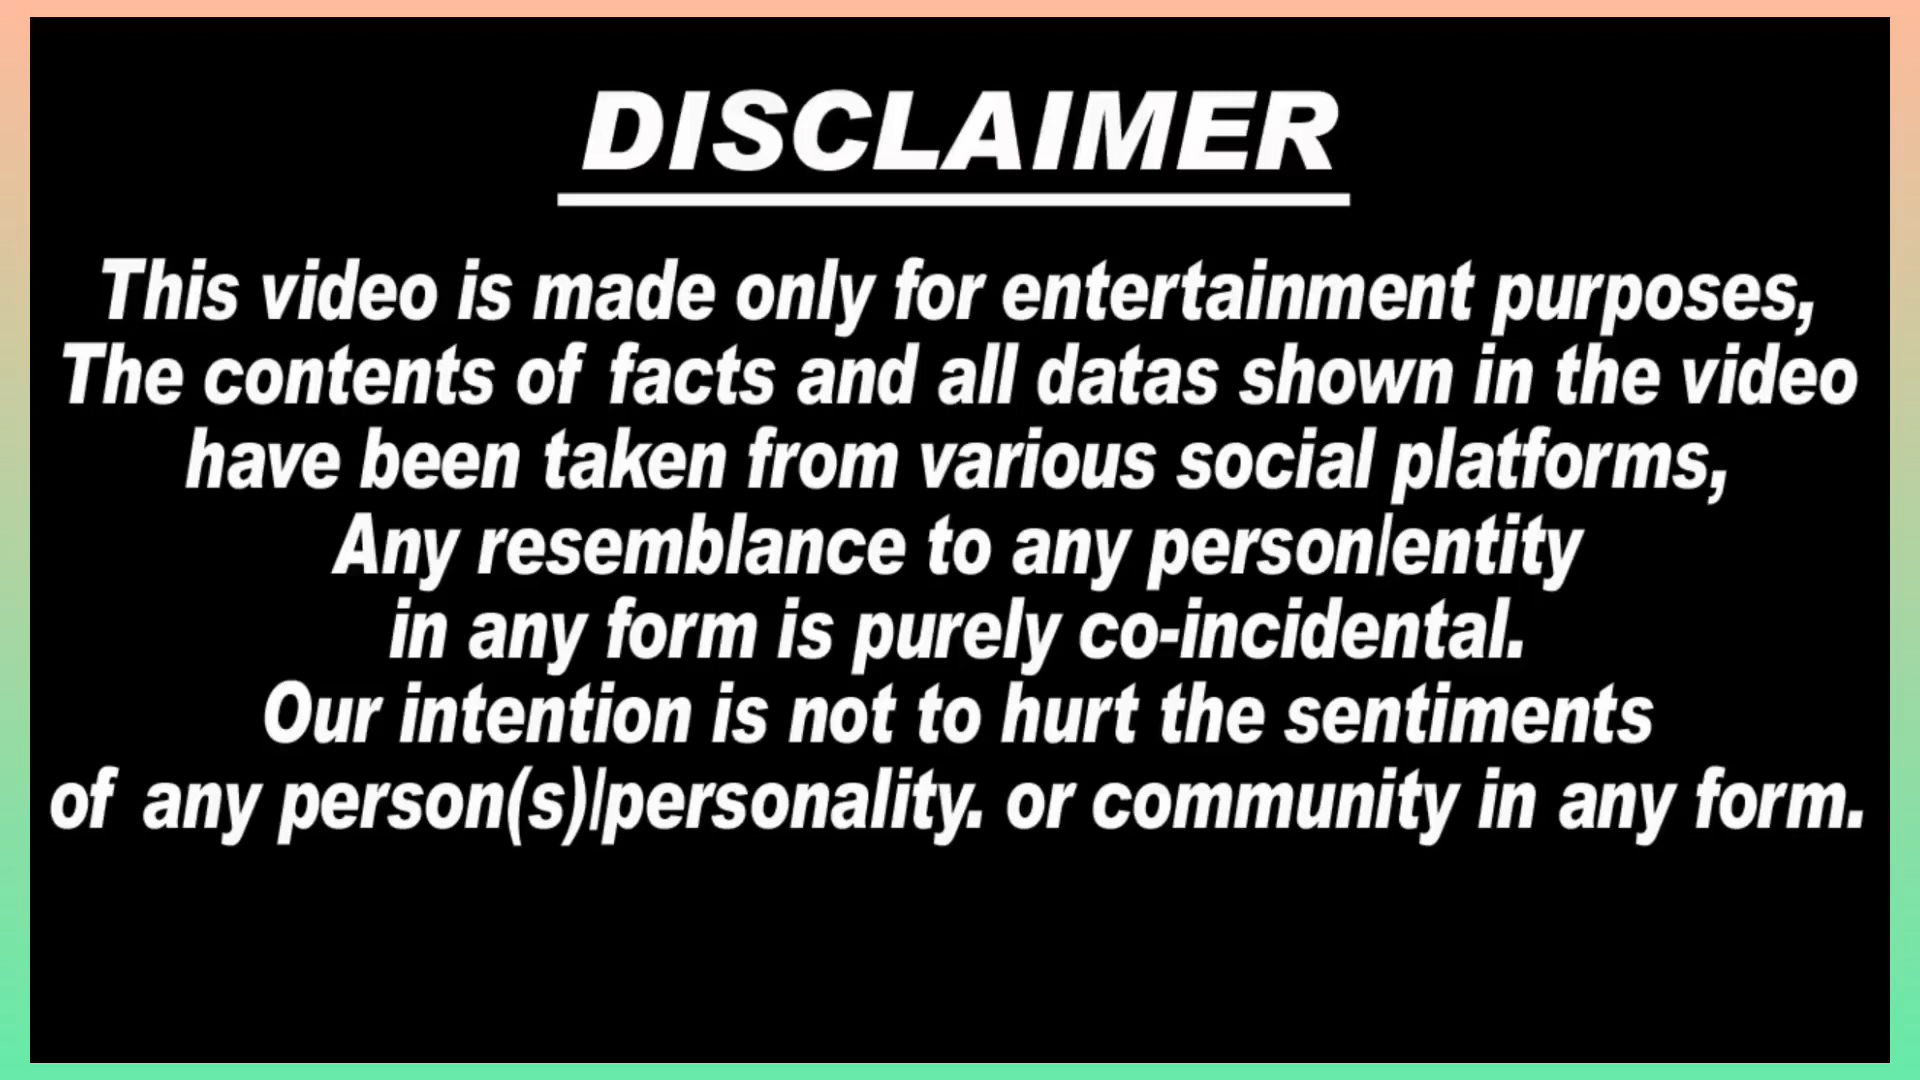 DISCLAIMER
This video is made only for entertainment purposes,
The contents of facts and all datas shown in the video
have been taken from various social platforms,
Any resemblance to any person|entity
in any form is purely co-incidental.
Our intention is not to hurt the sentiments
of any person(s)|personality. or community in any form.